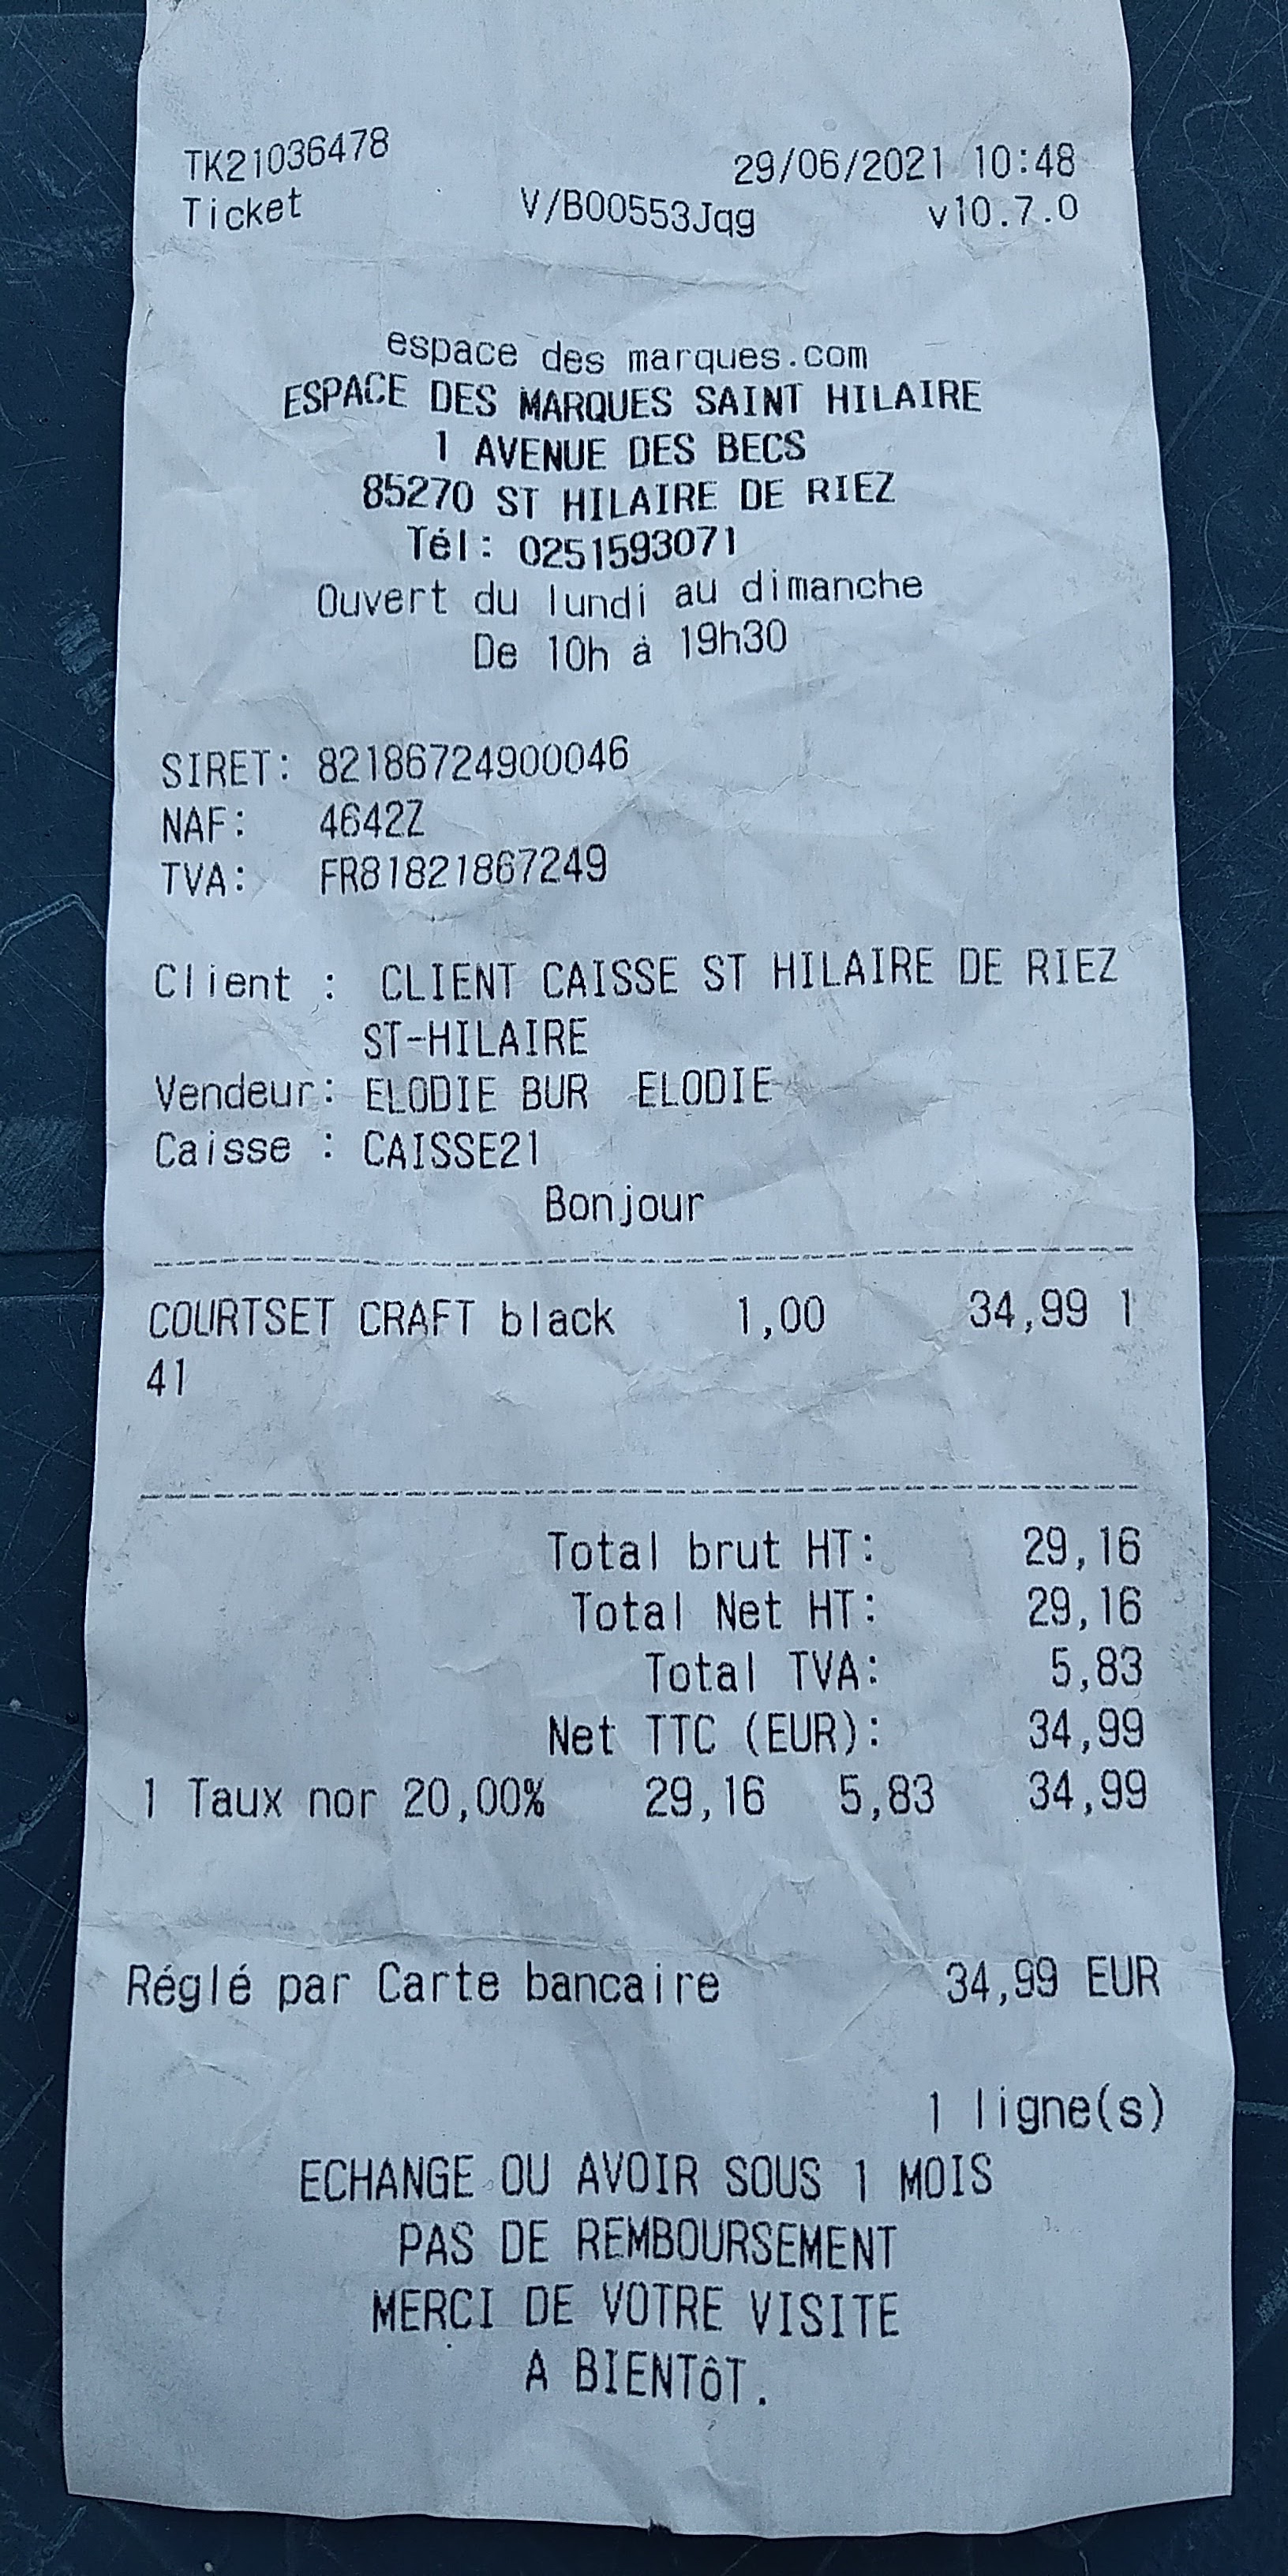 TK21036478 29/06/2021 10:48
Ticket V/B00553Jqg v10.7.0
espace des marques.com
ESPACE DES MARQUES SAINT HILAIRE
1 AVENUE DES BECS
85270 ST HILAIRE DE RIEZ
Tél: 0251593071
Ouvert du lundi au dimanche
De 10h à 19h30
SIRET: 82186724900046
NAF: 4642Z
TVA: FR81821867249
Client : CLIENT CAISSE ST HILAIRE DE RIEZ
ST-HILAIRE
Vendeur: ELODIE BUR ELODIE
Caisse : CAISSE21
Bonjour
COURTSET CRAFT black 1,00 34,99 1
41
Total brut HT: 29,16
Total Net HT: 29,16
Total TVA: 5,83
Net TTC (EUR): 34,99
1 Taux nor 20,00% 29,16 5,83 34,99
Réglé par Carte bancaire 34,99 EUR
1 ligne(s)
ECHANGE OU AVOIR SOUS 1 MOIS
PAS DE REMBOURSEMENT
MERCI DE VOTRE VISITE
A BIENTôT.